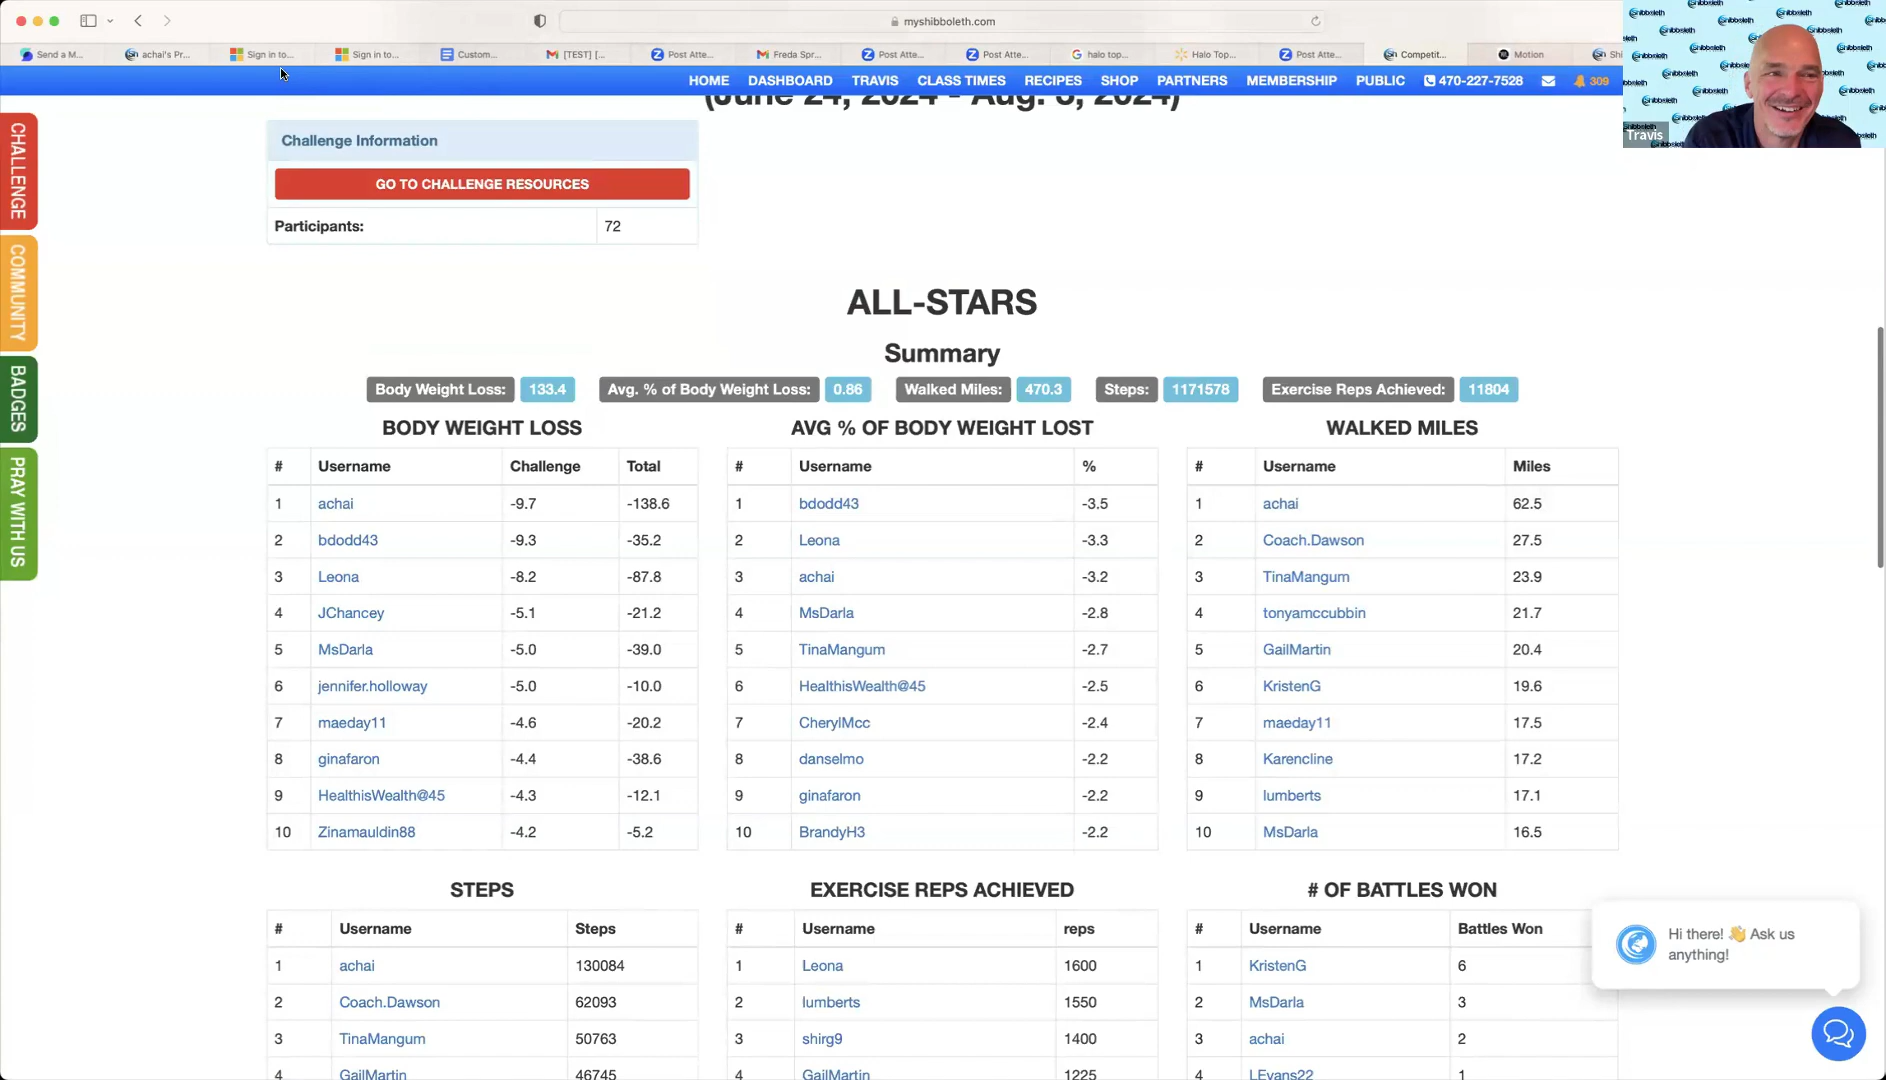 myshibboleth.com
Send a M...
achai's Pr...
Sign in to...
Sign in to...
Custom...
[TEST] [...
Post Atte...
Freda Spr...
Post Atte...
Post Atte...
halo top...
Halo Top...
Post Atte...
Competit...
Motion
HOME DASHBOARD TRAVIS CLASS TIMES RECIPES SHOP PARTNERS MEMBERSHIP PUBLIC 470-227-7528 309
Travis
(June 24, 2024 - Aug. 3, 2024)
CHALLENGE
COMMUNITY
BADGES
PRAY WITH US
Challenge Information
GO TO CHALLENGE RESOURCES
Participants: 72
ALL-STARS
Summary
Body Weight Loss: 133.4 Avg. % of Body Weight Loss: 0.86 Walked Miles: 470.3 Steps: 1171578 Exercise Reps Achieved: 11804
BODY WEIGHT LOSS
# Username Challenge Total
1 achai -9.7 -138.6
2 bdodd43 -9.3 -35.2
3 Leona -8.2 -87.8
4 JChancey -5.1 -21.2
5 MsDarla -5.0 -39.0
6 jennifer.holloway -5.0 -10.0
7 maeday11 -4.6 -20.2
8 ginafaron -4.4 -38.6
9 HealthisWealth@45 -4.3 -12.1
10 Zinamauldin88 -4.2 -5.2
AVG % OF BODY WEIGHT LOST
# Username %
1 bdodd43 -3.5
2 Leona -3.3
3 achai -3.2
4 MsDarla -2.8
5 TinaMangum -2.7
6 HealthisWealth@45 -2.5
7 CherylMcc -2.4
8 danselmo -2.2
9 ginafaron -2.2
10 BrandyH3 -2.2
WALKED MILES
# Username Miles
1 achai 62.5
2 Coach.Dawson 27.5
3 TinaMangum 23.9
4 tonyamccubbin 21.7
5 GailMartin 20.4
6 KristenG 19.6
7 maeday11 17.5
8 Karencline 17.2
9 lumberts 17.1
10 MsDarla 16.5
STEPS
# Username Steps
1 achai 130084
2 Coach.Dawson 62093
3 TinaMangum 50763
4 GailMartin 46745
EXERCISE REPS ACHIEVED
# Username reps
1 Leona 1600
2 lumberts 1550
3 shirg9 1400
4 GailMartin 1225
# OF BATTLES WON
# Username Battles Won
1 KristenG 6
2 MsDarla 3
3 achai 2
4 LEvans22 1
Hi there! 👋 Ask us
anything!